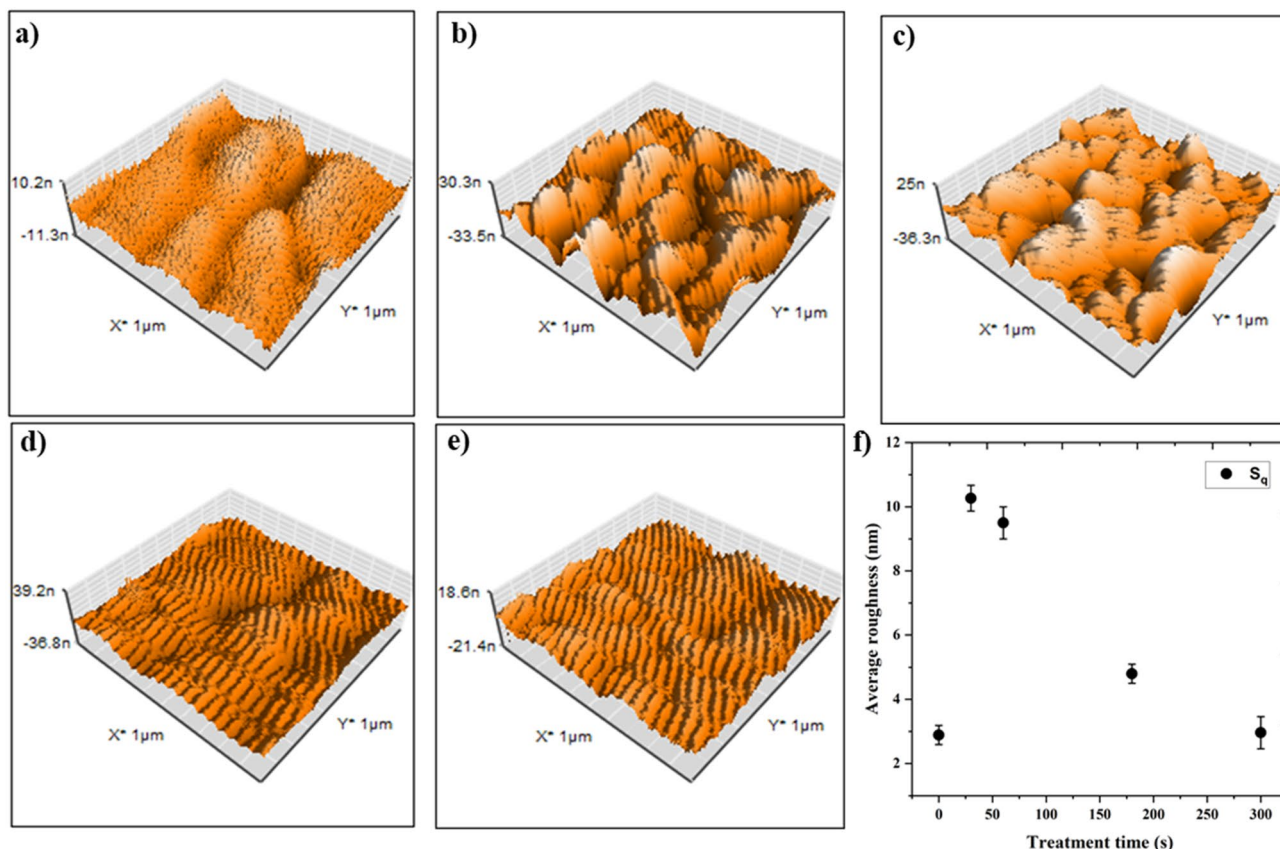 a)
10.2n
-11.3n
X* 1µm
Y* 1µm
b)
30.3n
-33.5n
X* 1µm
Y* 1µm
c)
25n
-36.3n
X* 1µm
Y* 1µm
d)
39.2n
-36.8n
X* 1µm
Y* 1µm
e)
18.6n
-21.4n
X* 1µm
Y* 1µm
f)
Average roughness (nm)
12
10
8
6
4
2
Sq
0 50 100 150 200 250 300
Treatment time (s)